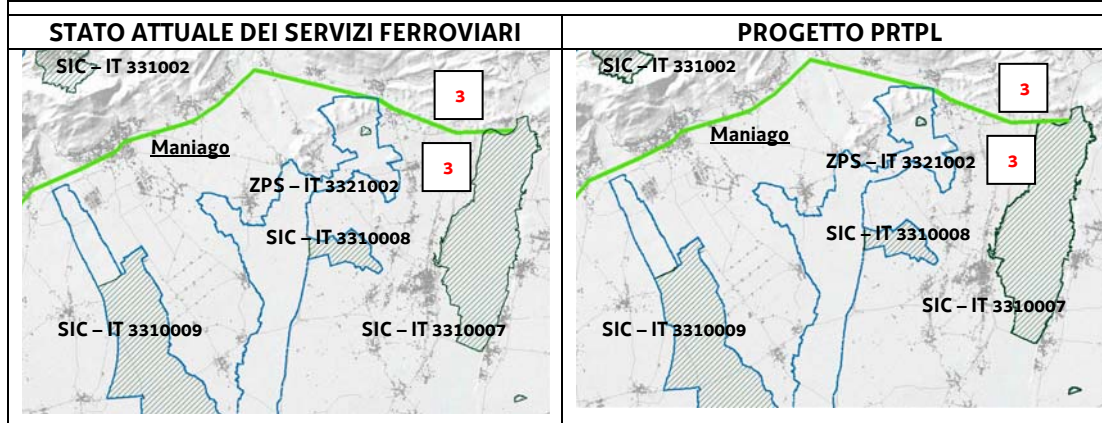 STATO ATTUALE DEI SERVIZI FERROVIARI
SIC – IT 331002
3
Maniago
3
ZPS – IT 3321002
SIC – IT 3310008
SIC – IT 3310009
SIC – IT 3310007
PROGETTO PRTPL
SIC – IT 331002
3
Maniago
3
ZPS – IT 3321002
SIC – IT 3310008
SIC – IT 3310007
SIC – IT 3310009